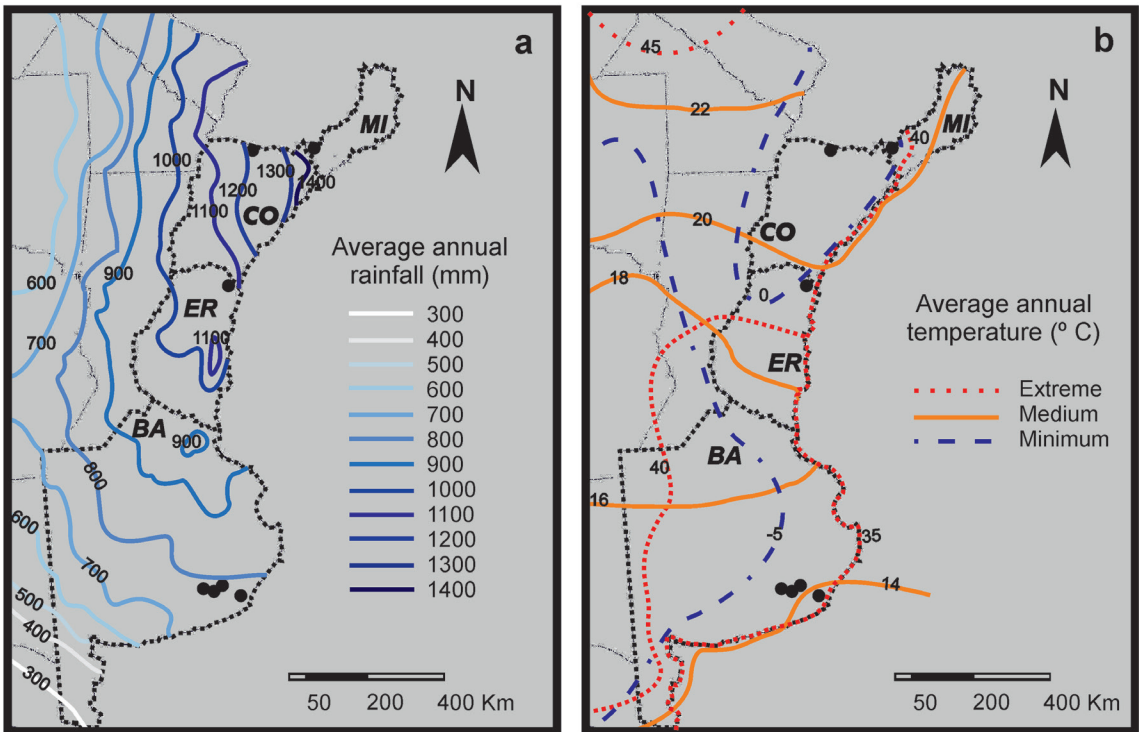 a
N
MI
1000
1300
1400
1200
1100
CO
900
600
ER
1100
700
BA
900
800
600
700
500
400
300
Average annual
rainfall (mm)
300
400
500
600
700
800
900
1000
1100
1200
1300
1400
50 200 400 Km
b
45
N
22
MI
40
20
CO
18
0
ER
BA
40
16
-5
35
14
Average annual
temperature (º C)
Extreme
Medium
Minimum
50 200 400 Km